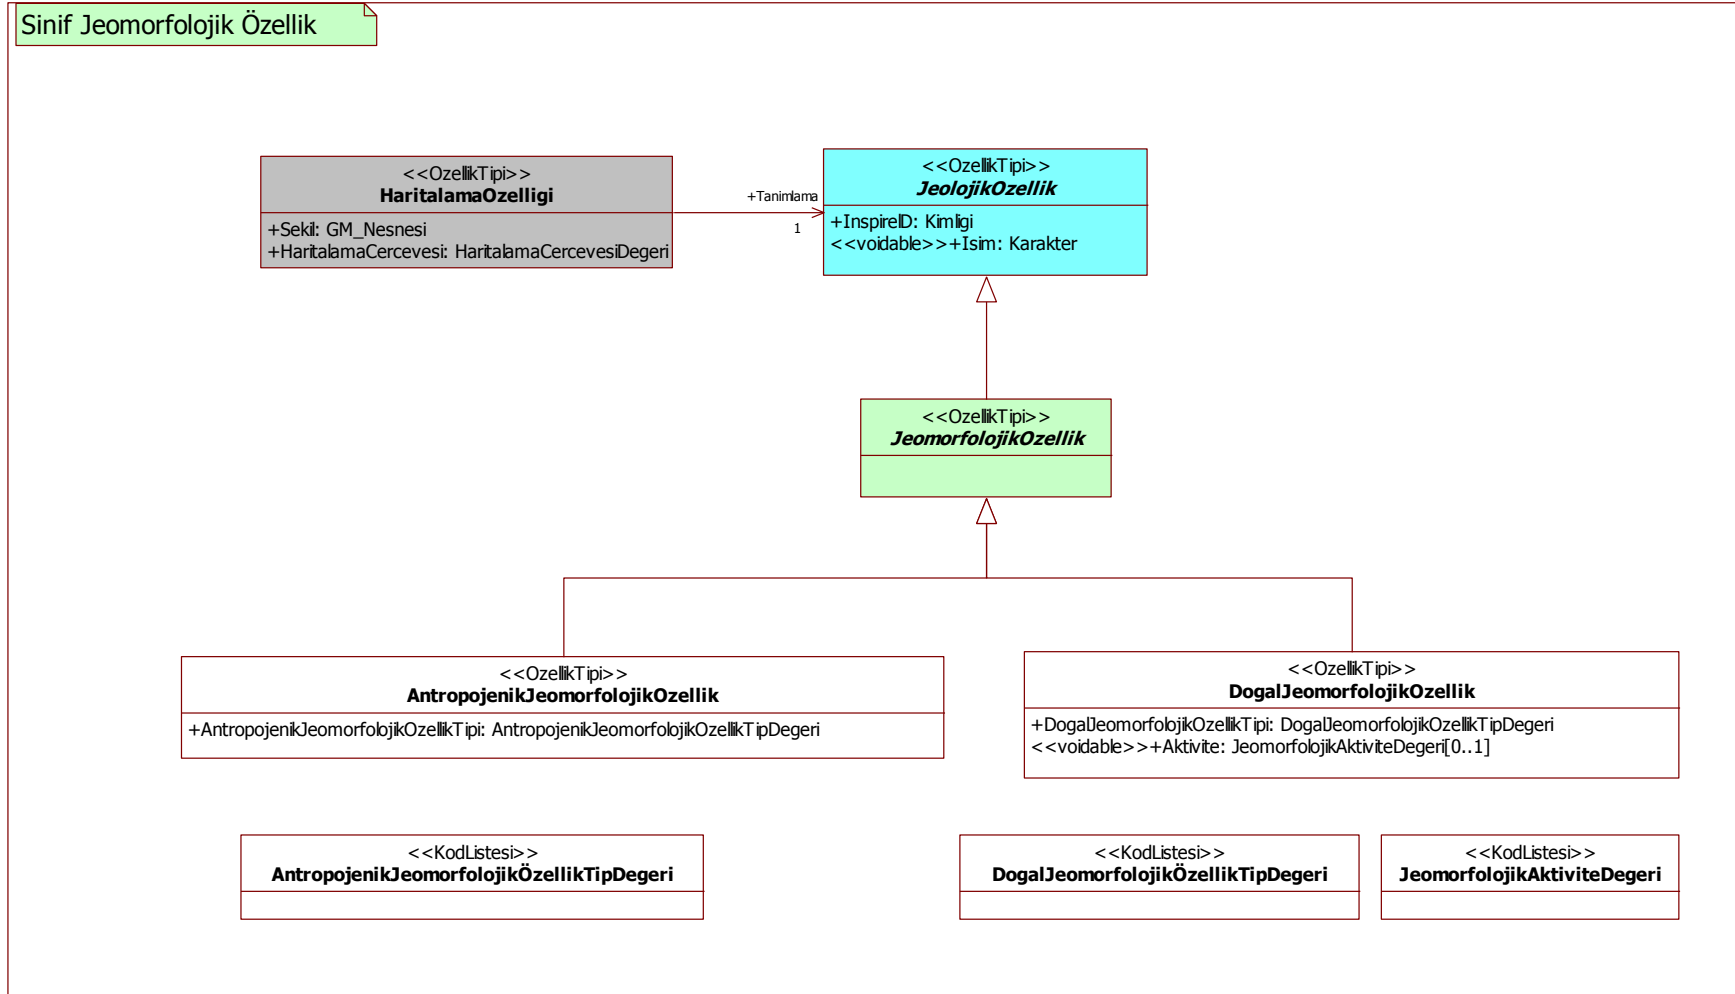 Sinif Jeomorfolojik Özellik
<<OzellikTipi>>
HaritalamaOzelligi
+Sekil: GM_Nesnesi
+HaritalamaCercevesi: HaritalamaCercevesiDegeri
+Tanimlama
1
<<OzellikTipi>>
JeolojikOzellik
+InspireID: Kimligi
<<voidable>>+Isim: Karakter
<<OzellikTipi>>
JeomorfolojikOzellik
<<OzellikTipi>>
AntropojenikJeomorfolojikOzellik
+AntropojenikJeomorfolojikOzellikTipi: AntropojenikJeomorfolojikOzellikTipDegeri
<<OzellikTipi>>
DogalJeomorfolojikOzellik
+DogalJeomorfolojikOzellikTipi: DogalJeomorfolojikOzellikTipDegeri
<<voidable>>+Aktivite: JeomorfolojikAktiviteDegeri[0..1]
<<KodListesi>>
AntropojenikJeomorfolojikÖzellikTipDegeri
<<KodListesi>>
DogalJeomorfolojikÖzellikTipDegeri
<<KodListesi>>
JeomorfolojikAktiviteDegeri